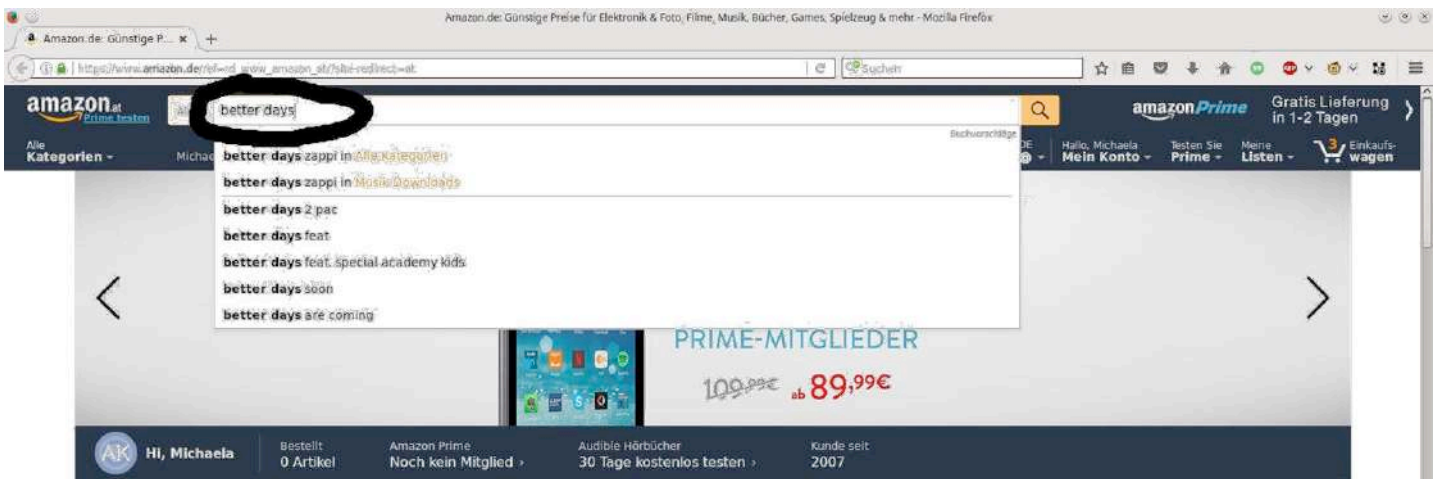 Amazon.de: Günstige Preise für Elektronik & Foto, Filme, Musik, Bücher, Games, Spielzeug & mehr - Mozilla Firefox
Amazon.de: Günstige P...
Suchen
amazon.at
Prime testen
better days
amazonPrime
Gratis Lieferung
in 1-2 Tagen
Alle
Kategorien
Michae
DE
Hallo, Michaela
Mein Konto
Testen Sie
Prime
Meine
Listen
3
Einkaufs-
wagen
better days zappi in Alle Kategorien
better days zappi in Musik-Downloads
better days 2 pac
better days feat
better days feat. special academy kids
better days soon
better days are coming
PRIME-MITGLIEDER
109,99€ ab 89,99€
AK
Hi, Michaela
Bestellt
0 Artikel
Amazon Prime
Noch kein Mitglied ›
Audible Hörbücher
30 Tage kostenlos testen ›
Kunde seit
2007